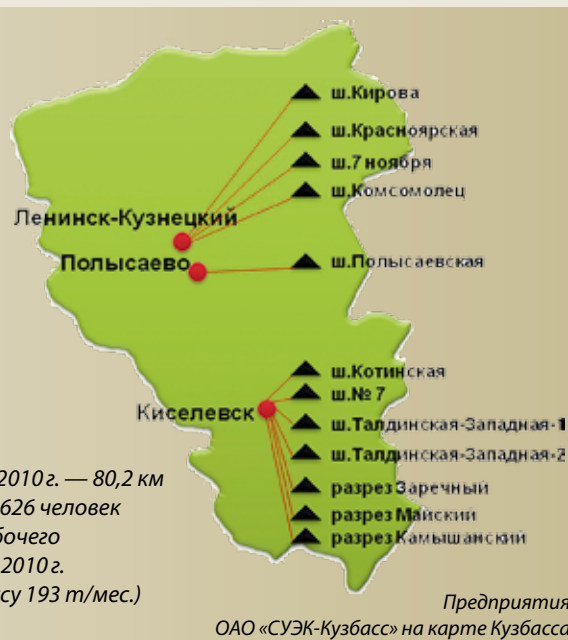 ш.Кирова
ш.Красноярская
ш.7 ноября
ш.Комсомолец
Ленинск-Кузнецкий
Полысаево
ш.Полысаевская
ш.Котинская
ш.№ 7
Киселевск
ш.Талдинская-Западная-1
ш.Талдинская-Западная-2
разрез Заречный
разрез Майский
разрез Камышанский
2010 г. — 80,2 км
626 человек
бочего
2010 г.
су 193 т/мес.)
Предприятия
ОАО «СУЭК-Кузбасс» на карте Кузбасса